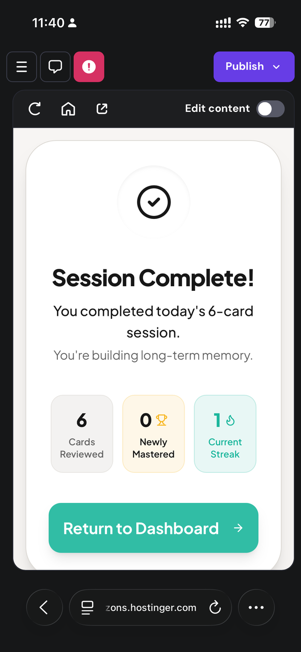 11:40
77
Publish
Edit content
Session Complete!
You completed today's 6-card
session.
You're building long-term memory.
6
Cards
Reviewed
0
Newly
Mastered
1
Current
Streak
Return to Dashboard
zons.hostinger.com